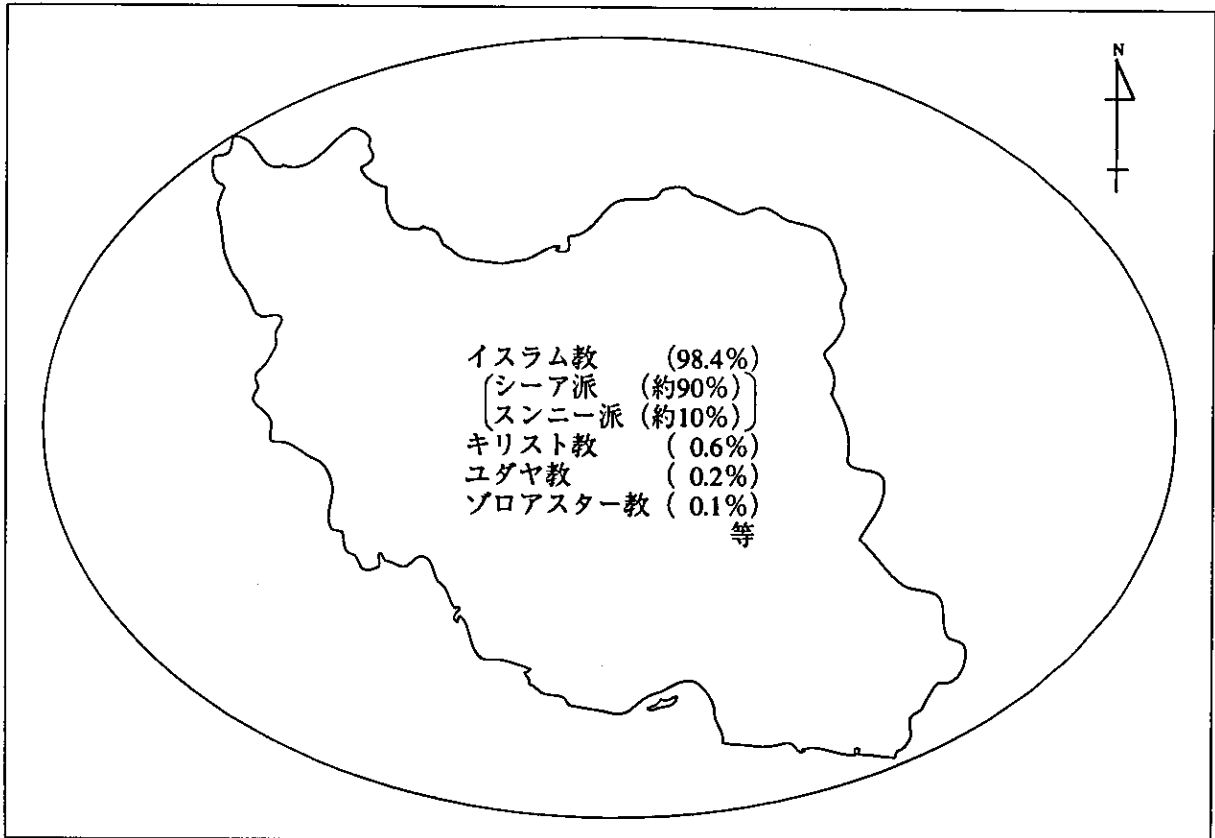 N
イスラム教 (98.4%)
シーア派 (約90%)
スンニー派 (約10%)
キリスト教 ( 0.6%)
ユダヤ教 ( 0.2%)
ゾロアスター教 ( 0.1%)
等